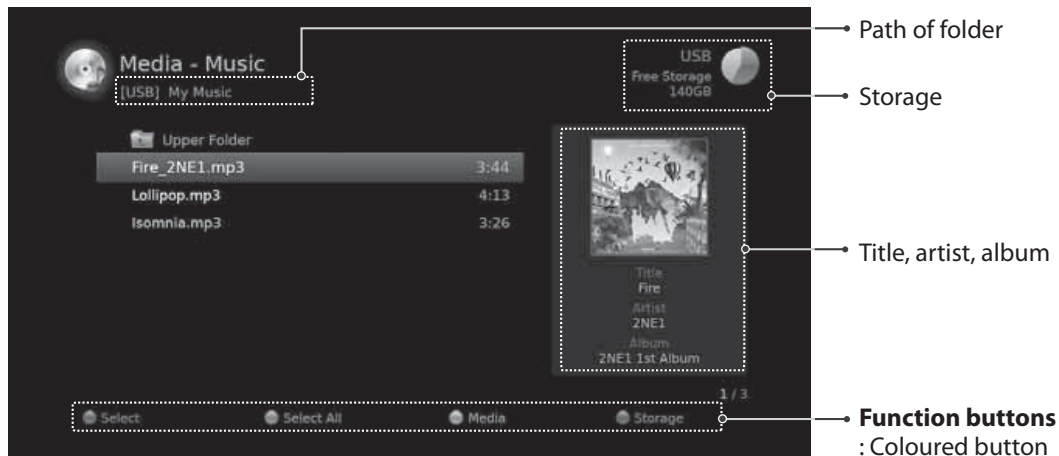 Media - Music
[USB] My Music
USB
Free Storage
140GB
Path of folder
Storage
Upper Folder
Fire_2NE1.mp3 3:44
Lollipop.mp3 4:13
Isomnia.mp3 3:26
Title
Fire
Artist
2NE1
Album
2NE1 1st Album
Title, artist, album
1 / 3
Select Select All Media Storage
Function buttons
: Coloured button